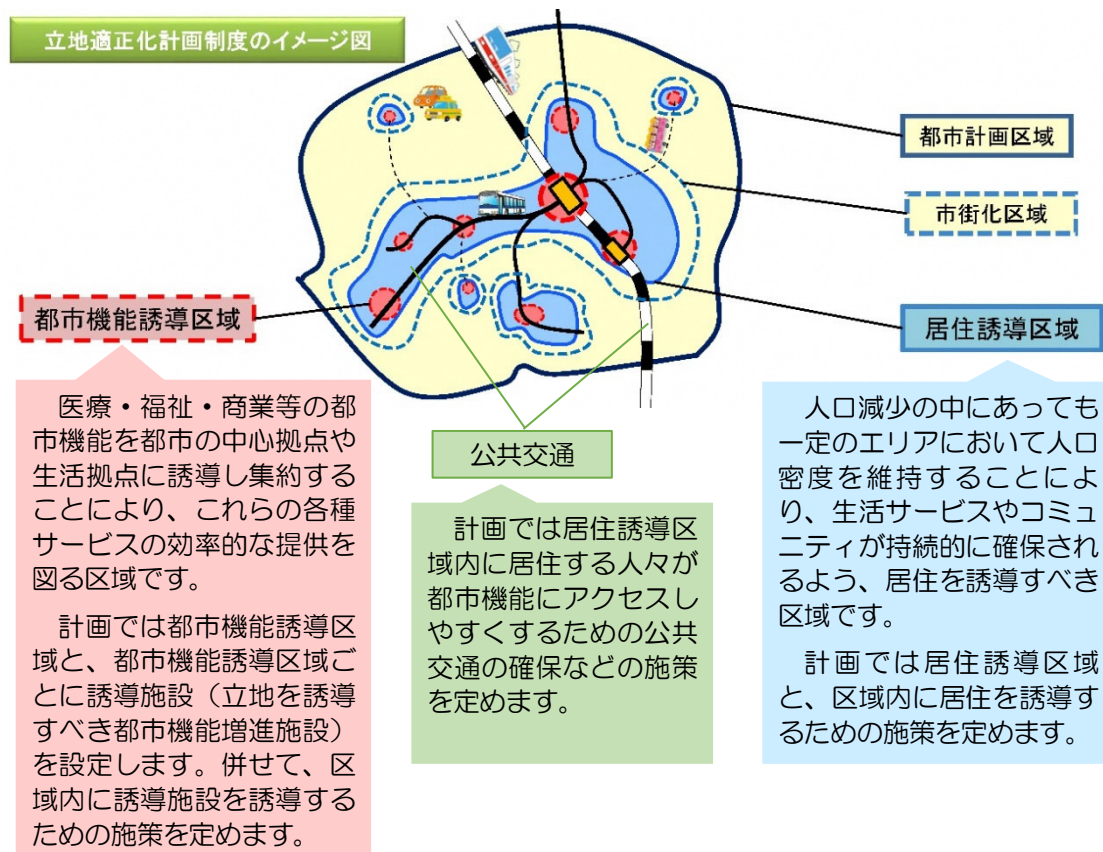 立地適正化計画制度のイメージ図
都市計画区域
市街化区域
居住誘導区域
都市機能誘導区域
医療・福祉・商業等の都
市機能を都市の中心拠点や
生活拠点に誘導し集約する
ことにより、これらの各種
サービスの効率的な提供を
図る区域です。
計画では都市機能誘導区
域と、都市機能誘導区域ご
とに誘導施設（立地を誘導
すべき都市機能増進施設）
を設定します。併せて、区
域内に誘導施設を誘導する
ための施策を定めます。
公共交通
計画では居住誘導区
域内に居住する人々が
都市機能にアクセスし
やすくするための公共
交通の確保などの施策
を定めます。
人口減少の中にあっても
一定のエリアにおいて人口
密度を維持することによ
り、生活サービスやコミュ
ニティが持続的に確保され
るよう、居住を誘導すべき
区域です。
計画では居住誘導区域
と、区域内に居住を誘導す
るための施策を定めます。